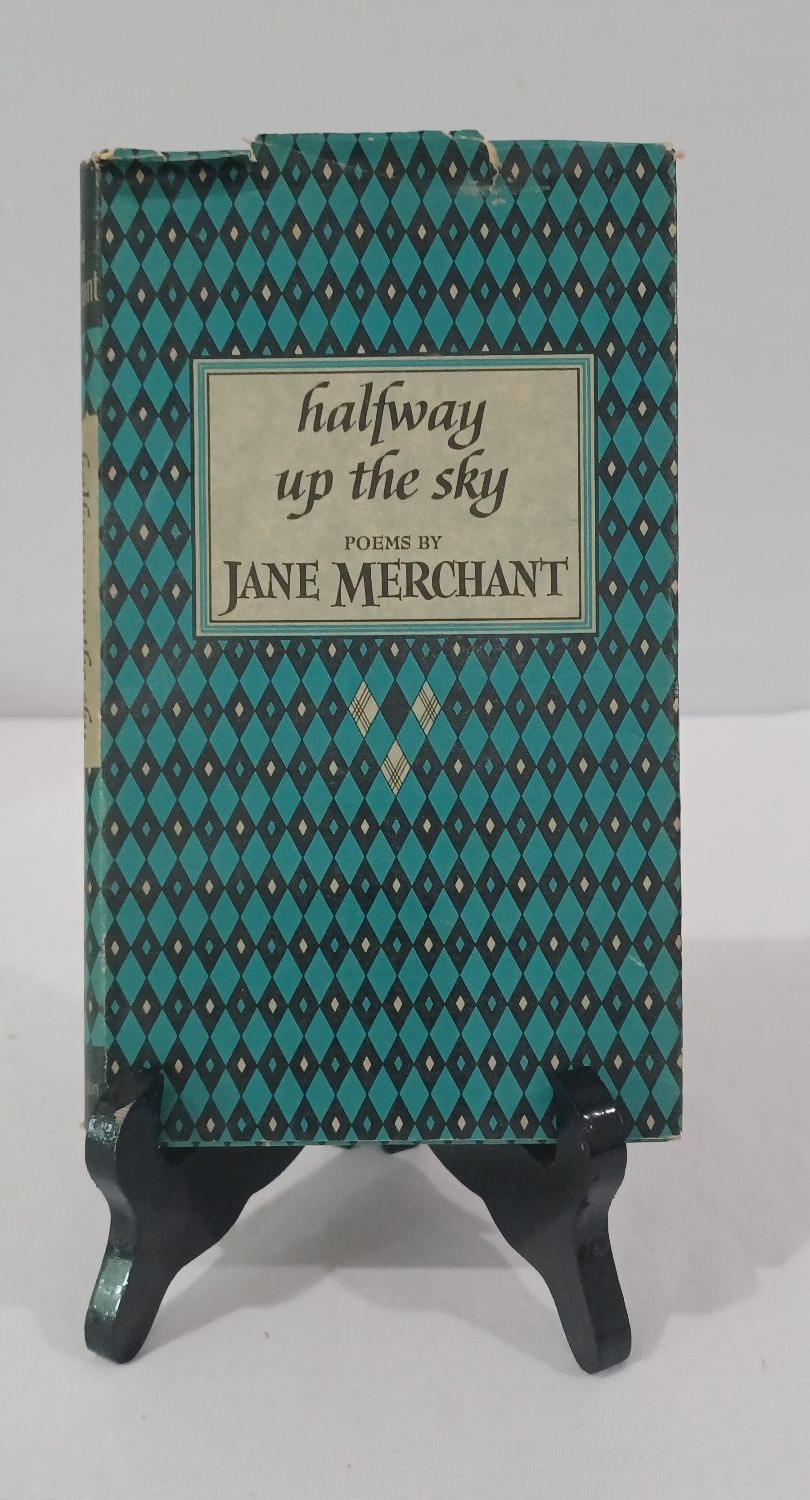 halfway
up the sky
POEMS BY
JANE MERCHANT